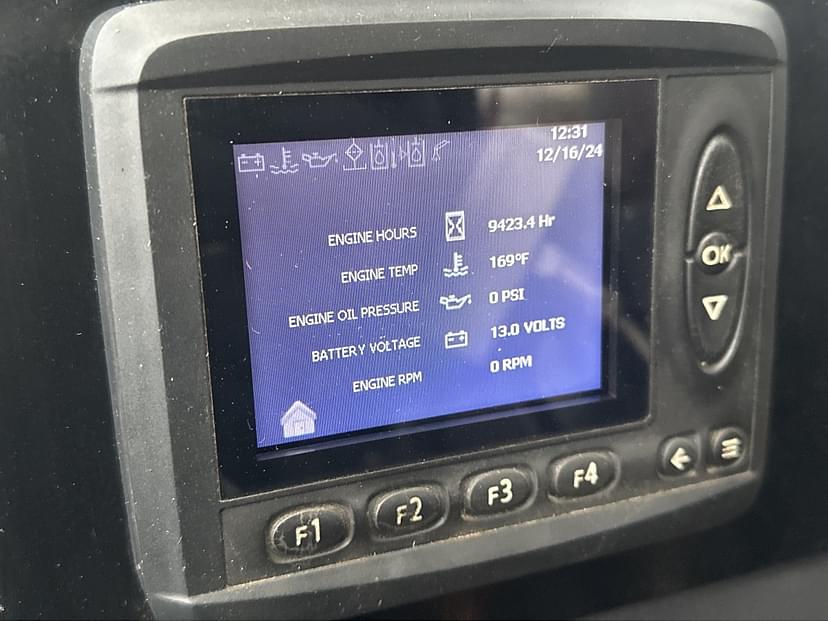 12:31
12/16/24
ENGINE HOURS 9423.4 Hr
ENGINE TEMP 169°F
ENGINE OIL PRESSURE 0 PSI
BATTERY VOLTAGE 13.0 VOLTS
ENGINE RPM 0 RPM
OK
F1 F2 F3 F4